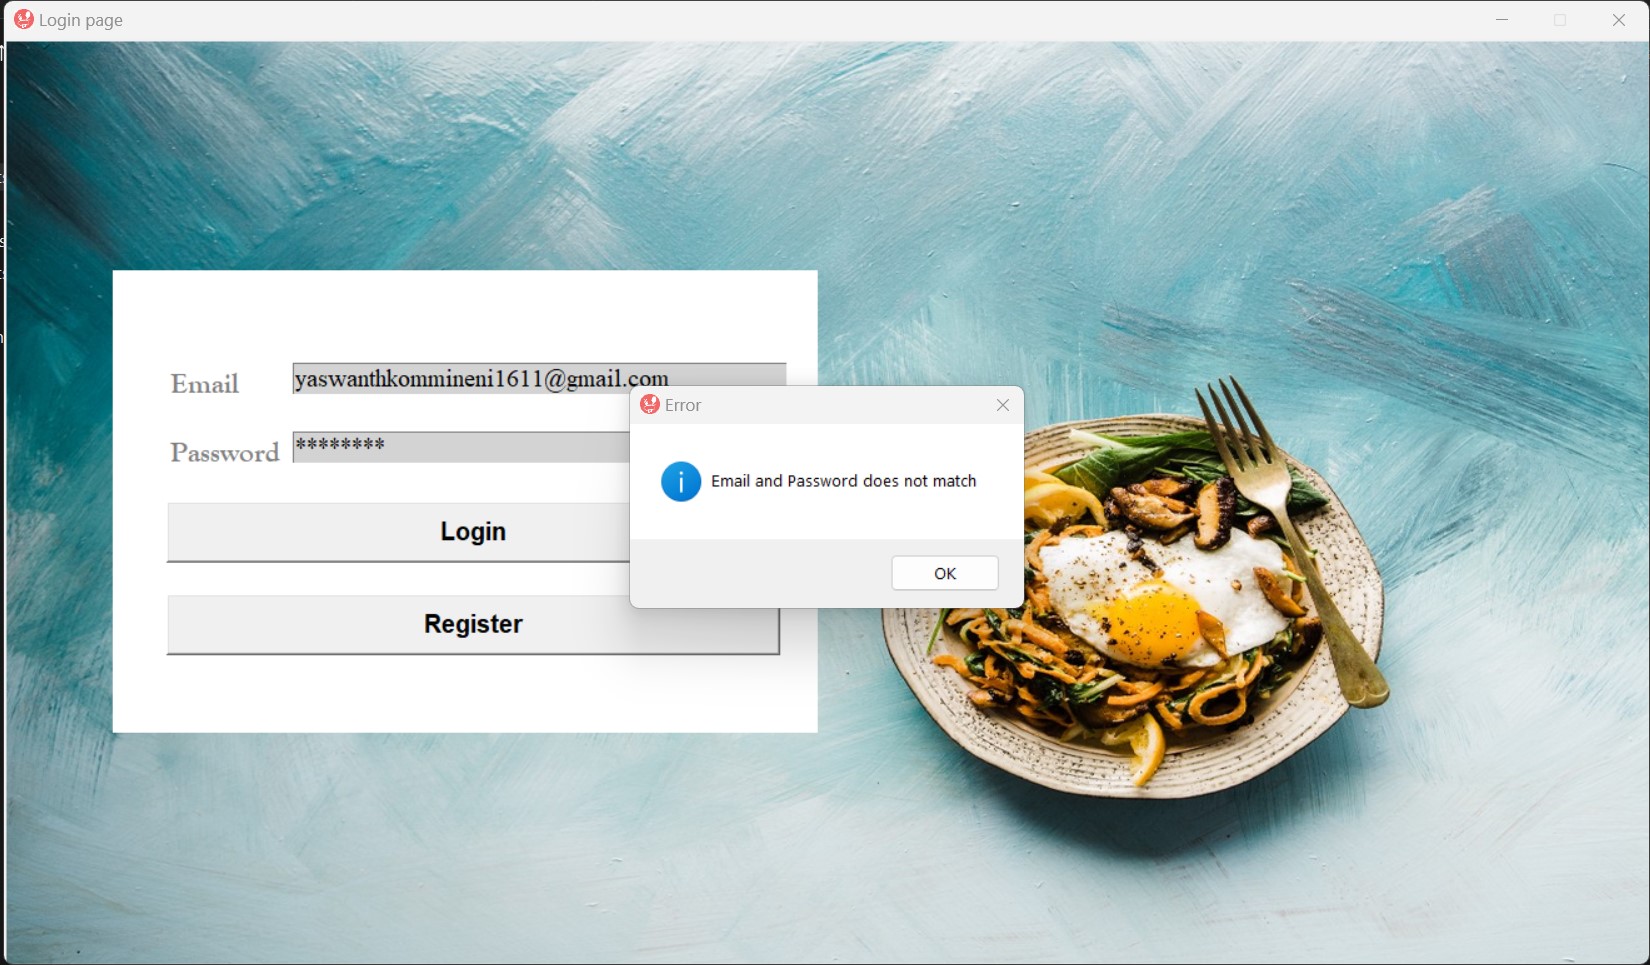 Login page
Email
yaswanthkommineni1611@gmail.com
Password
********
Login
Register
Error
Email and Password does not match
OK